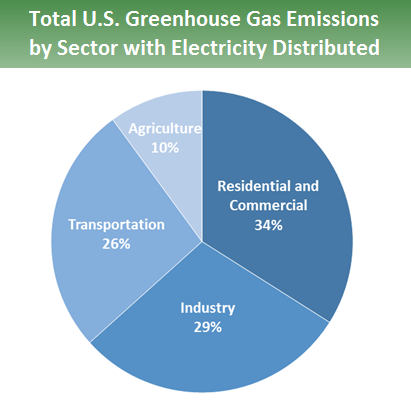 Total U.S. Greenhouse Gas Emissions
by Sector with Electricity Distributed
Agriculture
10%
Residential and
Commercial
34%
Transportation
26%
Industry
29%